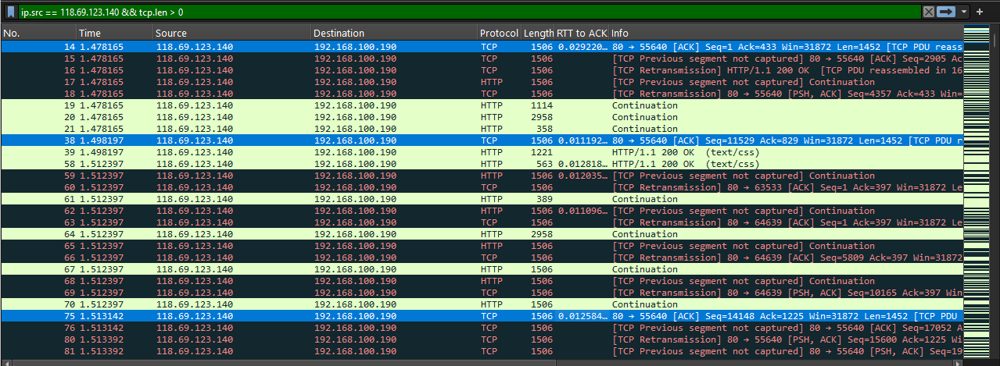 ip.src == 118.69.123.140 && tcp.len > 0
No. Time Source Destination Protocol Length RTT to ACK Info
14 1.478165 118.69.123.140 192.168.100.190 TCP 1506 0.029220… 80 → 55640 [ACK] Seq=1 Ack=433 Win=31872 Len=1452 [TCP PDU reass
15 1.478165 118.69.123.140 192.168.100.190 TCP 1506 [TCP Previous segment not captured] 80 → 55640 [ACK] Seq=2905 Ac
16 1.478165 118.69.123.140 192.168.100.190 TCP 1506 [TCP Retransmission] HTTP/1.1 200 OK [TCP PDU reassembled in 16
17 1.478165 118.69.123.140 192.168.100.190 HTTP 1506 [TCP Previous segment not captured] Continuation
18 1.478165 118.69.123.140 192.168.100.190 TCP 1506 [TCP Retransmission] 80 → 55640 [PSH, ACK] Seq=4357 Ack=433 Win=
19 1.478165 118.69.123.140 192.168.100.190 HTTP 1114 Continuation
20 1.478165 118.69.123.140 192.168.100.190 HTTP 2958 Continuation
21 1.478165 118.69.123.140 192.168.100.190 HTTP 358 Continuation
38 1.498197 118.69.123.140 192.168.100.190 TCP 1506 0.011192… 80 → 55640 [ACK] Seq=11529 Ack=829 Win=31872 Len=1452 [TCP PDU r
39 1.498197 118.69.123.140 192.168.100.190 HTTP 1221 HTTP/1.1 200 OK (text/css)
58 1.512397 118.69.123.140 192.168.100.190 HTTP 563 0.012818… HTTP/1.1 200 OK (text/css)
59 1.512397 118.69.123.140 192.168.100.190 HTTP 1506 0.012035… [TCP Previous segment not captured] Continuation
60 1.512397 118.69.123.140 192.168.100.190 TCP 1506 [TCP Retransmission] 80 → 63533 [ACK] Seq=1 Ack=397 Win=31872 Le
61 1.512397 118.69.123.140 192.168.100.190 HTTP 389 Continuation
62 1.512397 118.69.123.140 192.168.100.190 HTTP 1506 0.011096… [TCP Previous segment not captured] Continuation
63 1.512397 118.69.123.140 192.168.100.190 TCP 1506 [TCP Retransmission] 80 → 64639 [ACK] Seq=1 Ack=397 Win=31872 Le
64 1.512397 118.69.123.140 192.168.100.190 HTTP 2958 Continuation
65 1.512397 118.69.123.140 192.168.100.190 HTTP 1506 [TCP Previous segment not captured] Continuation
66 1.512397 118.69.123.140 192.168.100.190 TCP 1506 [TCP Retransmission] 80 → 64639 [ACK] Seq=5809 Ack=397 Win=31872
67 1.512397 118.69.123.140 192.168.100.190 HTTP 1506 Continuation
68 1.512397 118.69.123.140 192.168.100.190 HTTP 1506 [TCP Previous segment not captured] Continuation
69 1.512397 118.69.123.140 192.168.100.190 TCP 1506 [TCP Retransmission] 80 → 64639 [PSH, ACK] Seq=10165 Ack=397 Win
70 1.512397 118.69.123.140 192.168.100.190 HTTP 1506 Continuation
75 1.513142 118.69.123.140 192.168.100.190 TCP 1506 0.012584… 80 → 55640 [ACK] Seq=14148 Ack=1225 Win=31872 Len=1452 [TCP PDU
76 1.513142 118.69.123.140 192.168.100.190 TCP 1506 [TCP Previous segment not captured] 80 → 55640 [ACK] Seq=17052 A
80 1.513392 118.69.123.140 192.168.100.190 TCP 1506 [TCP Retransmission] 80 → 55640 [PSH, ACK] Seq=15600 Ack=1225 Wi
81 1.513392 118.69.123.140 192.168.100.190 TCP 1506 [TCP Previous segment not captured] 80 → 55640 [PSH, ACK] Seq=19